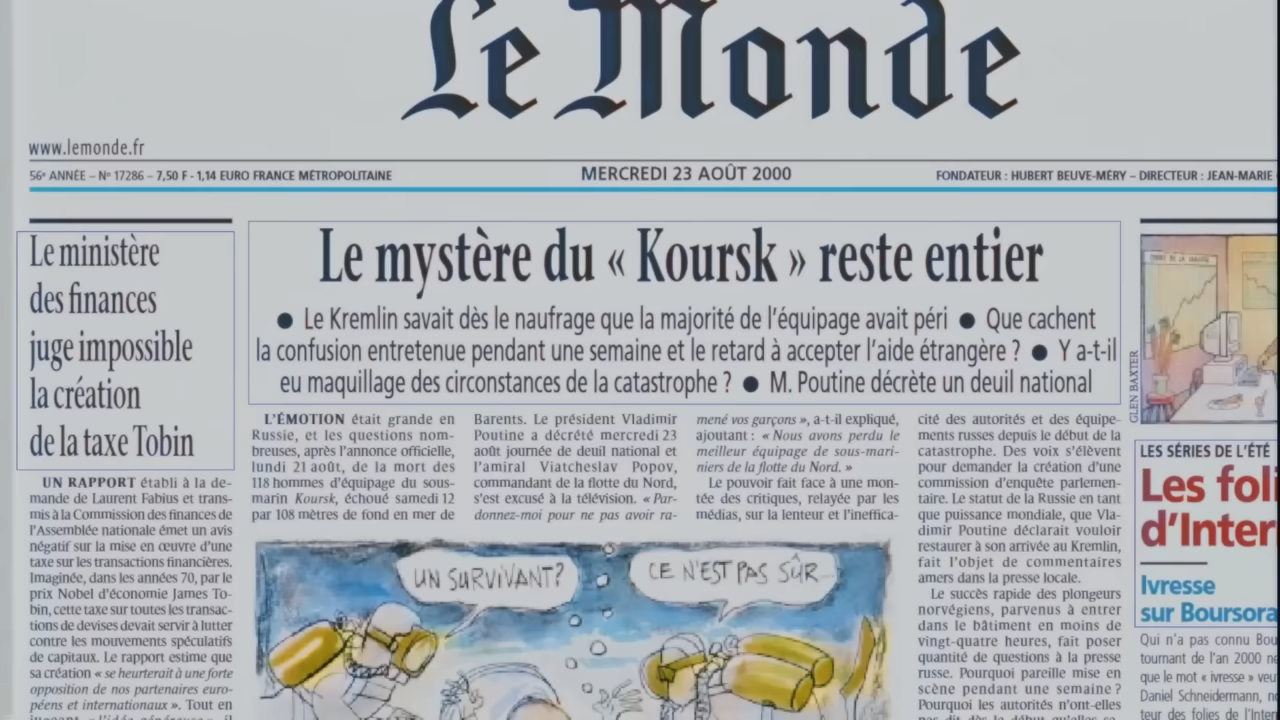 Le Monde
www.lemonde.fr
56e ANNÉE – No 17286 – 7,50 F - 1,14 EURO FRANCE MÉTROPOLITAINE
MERCREDI 23 AOÛT 2000
FONDATEUR : HUBERT BEUVE-MÉRY – DIRECTEUR : JEAN-MARIE
Le ministère
des finances
juge impossible
la création
de la taxe Tobin
UN RAPPORT établi à la de-
mande de Laurent Fabius et trans-
mis à la Commission des finances de
l'Assemblée nationale émet un avis
négatif sur la mise en œuvre d'une
taxe sur les transactions financières.
Imaginée, dans les années 70, par le
prix Nobel d'économie James To-
bin, cette taxe sur toutes les transac-
tions de devises devait servir à lutter
contre les mouvements spéculatifs
de capitaux. Le rapport estime que
sa création « se heurterait à une forte
opposition de nos partenaires euro-
péens et internationaux ». Tout en
Le mystère du « Koursk » reste entier
● Le Kremlin savait dès le naufrage que la majorité de l'équipage avait péri ● Que cachent
la confusion entretenue pendant une semaine et le retard à accepter l'aide étrangère ? ● Y a-t-il
eu maquillage des circonstances de la catastrophe ? ● M. Poutine décrète un deuil national
L'ÉMOTION était grande en
Russie, et les questions nom-
breuses, après l'annonce officielle,
lundi 21 août, de la mort des
118 hommes d'équipage du sous-
marin Koursk, échoué samedi 12
par 108 mètres de fond en mer de
Barents. Le président Vladimir
Poutine a décrété mercredi 23
août journée de deuil national et
l'amiral Viatcheslav Popov,
commandant de la flotte du Nord,
s'est excusé à la télévision. « Par-
donnez-moi pour ne pas avoir ra-
mené vos garçons », a-t-il expliqué,
ajoutant : « Nous avons perdu le
meilleur équipage de sous-mari-
niers de la flotte du Nord. »
Le pouvoir fait face à une mon-
tée des critiques, relayée par les
médias, sur la lenteur et l'ineffica-
cité des autorités et des équipe-
ments russes depuis le début de la
catastrophe. Des voix s'élèvent
pour demander la création d'une
commission d'enquête parlemen-
taire. Le statut de la Russie en tant
que puissance mondiale, que Vla-
dimir Poutine déclarait vouloir
restaurer à son arrivée au Kremlin,
fait l'objet de commentaires
amers dans la presse locale.
Le succès rapide des plongeurs
norvégiens, parvenus à entrer
dans le bâtiment en moins de
vingt-quatre heures, fait poser
quantité de questions à la presse
russe. Pourquoi pareille mise en
scène pendant une semaine ?
Pourquoi les autorités n'ont-elles
UN SURVIVANT?
CE N'EST PAS SÛR...
GLEN BAXTER
LES SÉRIES DE L'ÉTÉ
Les foli
d'Inter
Ivresse
sur Boursora
Qui n'a pas connu Bou
tournant de l'an 2000 ne
que le mot « ivresse » veu
Daniel Schneidermann, no
teur des folies de l'Inter